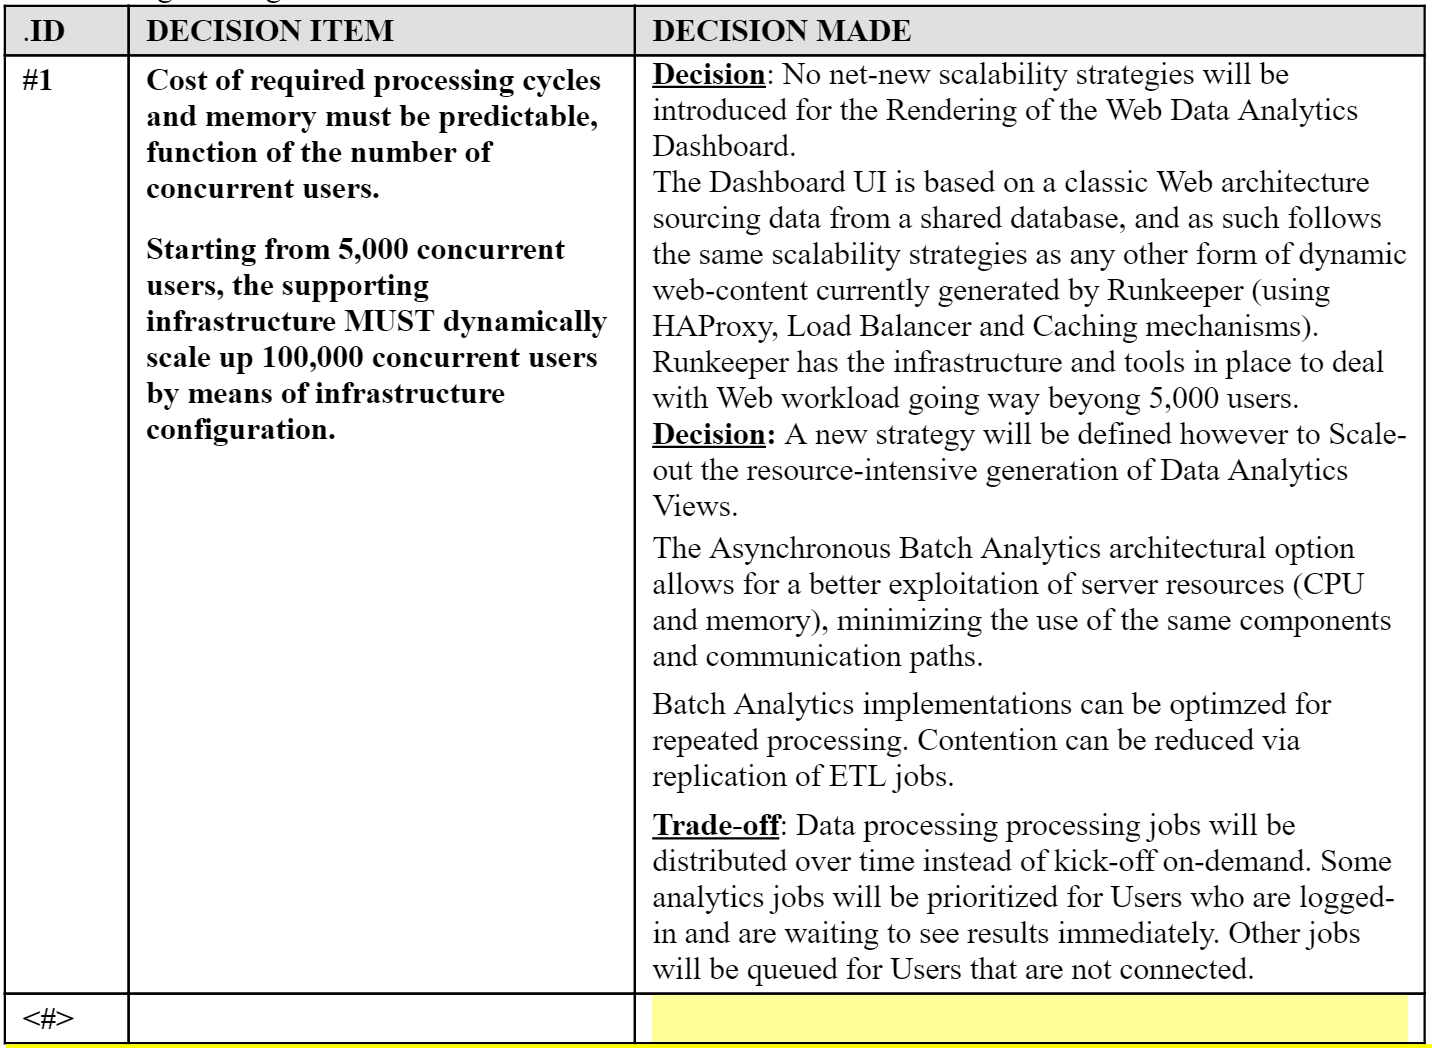 .ID DECISION ITEM DECISION MADE
#1
Cost of required processing cycles
and memory must be predictable,
function of the number of
concurrent users.
Starting from 5,000 concurrent
users, the supporting
infrastructure MUST dynamically
scale up 100,000 concurrent users
by means of infrastructure
configuration.
Decision: No net-new scalability strategies will be
introduced for the Rendering of the Web Data Analytics
Dashboard.
The Dashboard UI is based on a classic Web architecture
sourcing data from a shared database, and as such follows
the same scalability strategies as any other form of dynamic
web-content currently generated by Runkeeper (using
HAProxy, Load Balancer and Caching mechanisms).
Runkeeper has the infrastructure and tools in place to deal
with Web workload going way beyong 5,000 users.
Decision: A new strategy will be defined however to Scale-
out the resource-intensive generation of Data Analytics
Views.
The Asynchronous Batch Analytics architectural option
allows for a better exploitation of server resources (CPU
and memory), minimizing the use of the same components
and communication paths.
Batch Analytics implementations can be optimzed for
repeated processing. Contention can be reduced via
replication of ETL jobs.
Trade-off: Data processing processing jobs will be
distributed over time instead of kick-off on-demand. Some
analytics jobs will be prioritized for Users who are logged-
in and are waiting to see results immediately. Other jobs
will be queued for Users that are not connected.
<#>